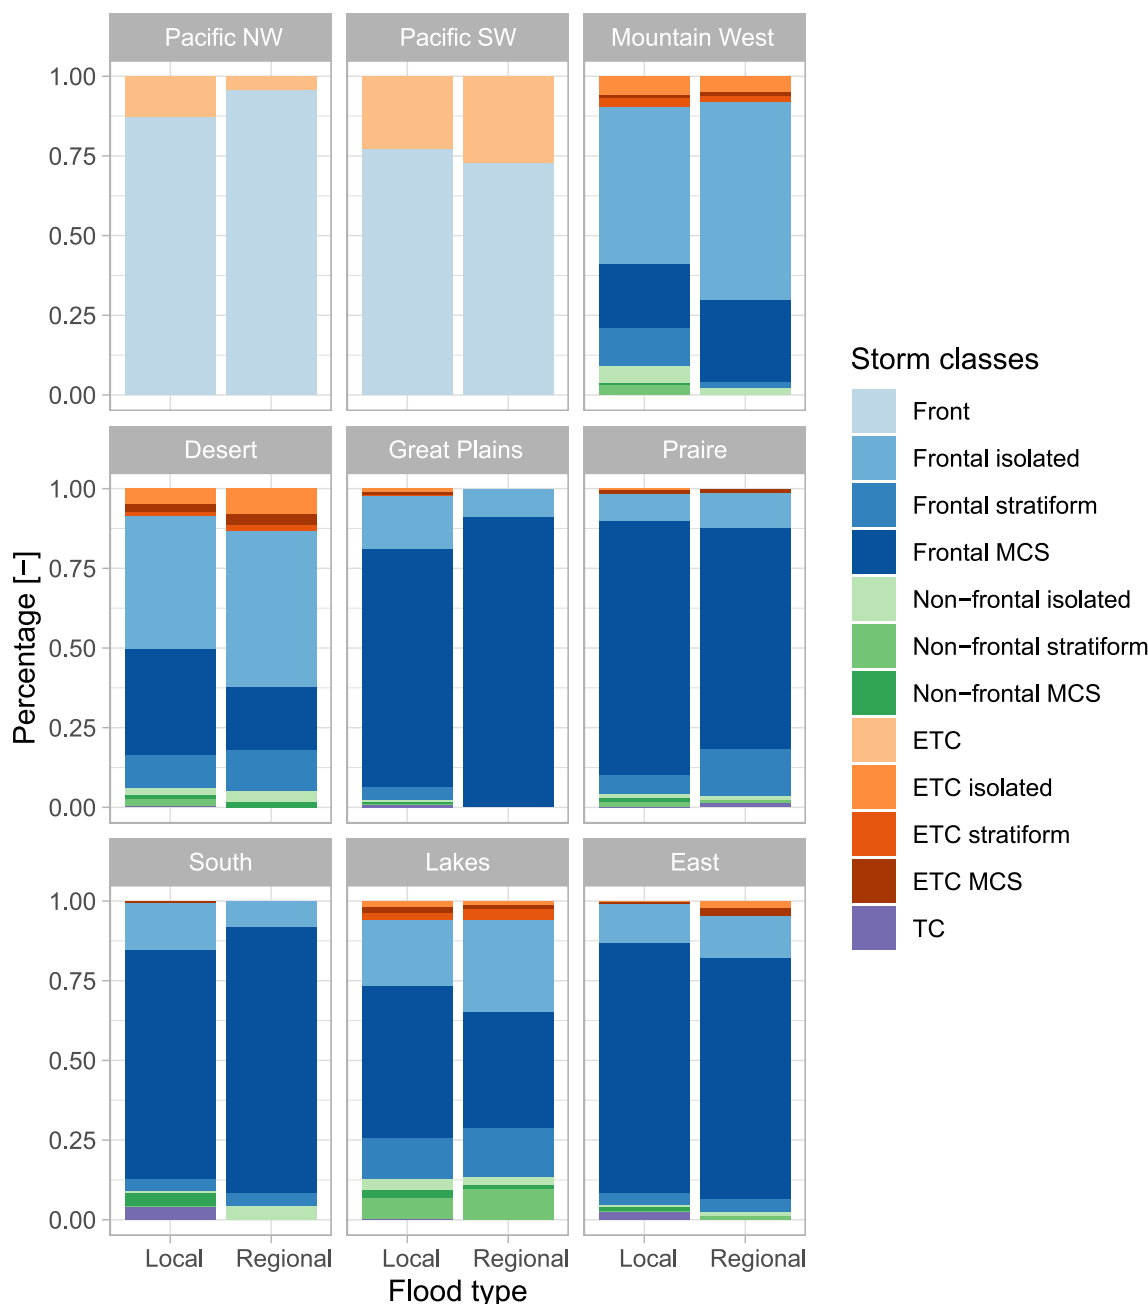 Pacific NW
Pacific SW
Mountain West
1.00
0.75
0.50
0.25
0.00
Desert
Great Plains
Praire
1.00
0.75
0.50
0.25
0.00
South
Lakes
East
1.00
0.75
0.50
0.25
0.00
Local
Regional
Local
Regional
Local
Regional
Flood type
Percentage [−]
Storm classes
Front
Frontal isolated
Frontal stratiform
Frontal MCS
Non−frontal isolated
Non−frontal stratiform
Non−frontal MCS
ETC
ETC isolated
ETC stratiform
ETC MCS
TC